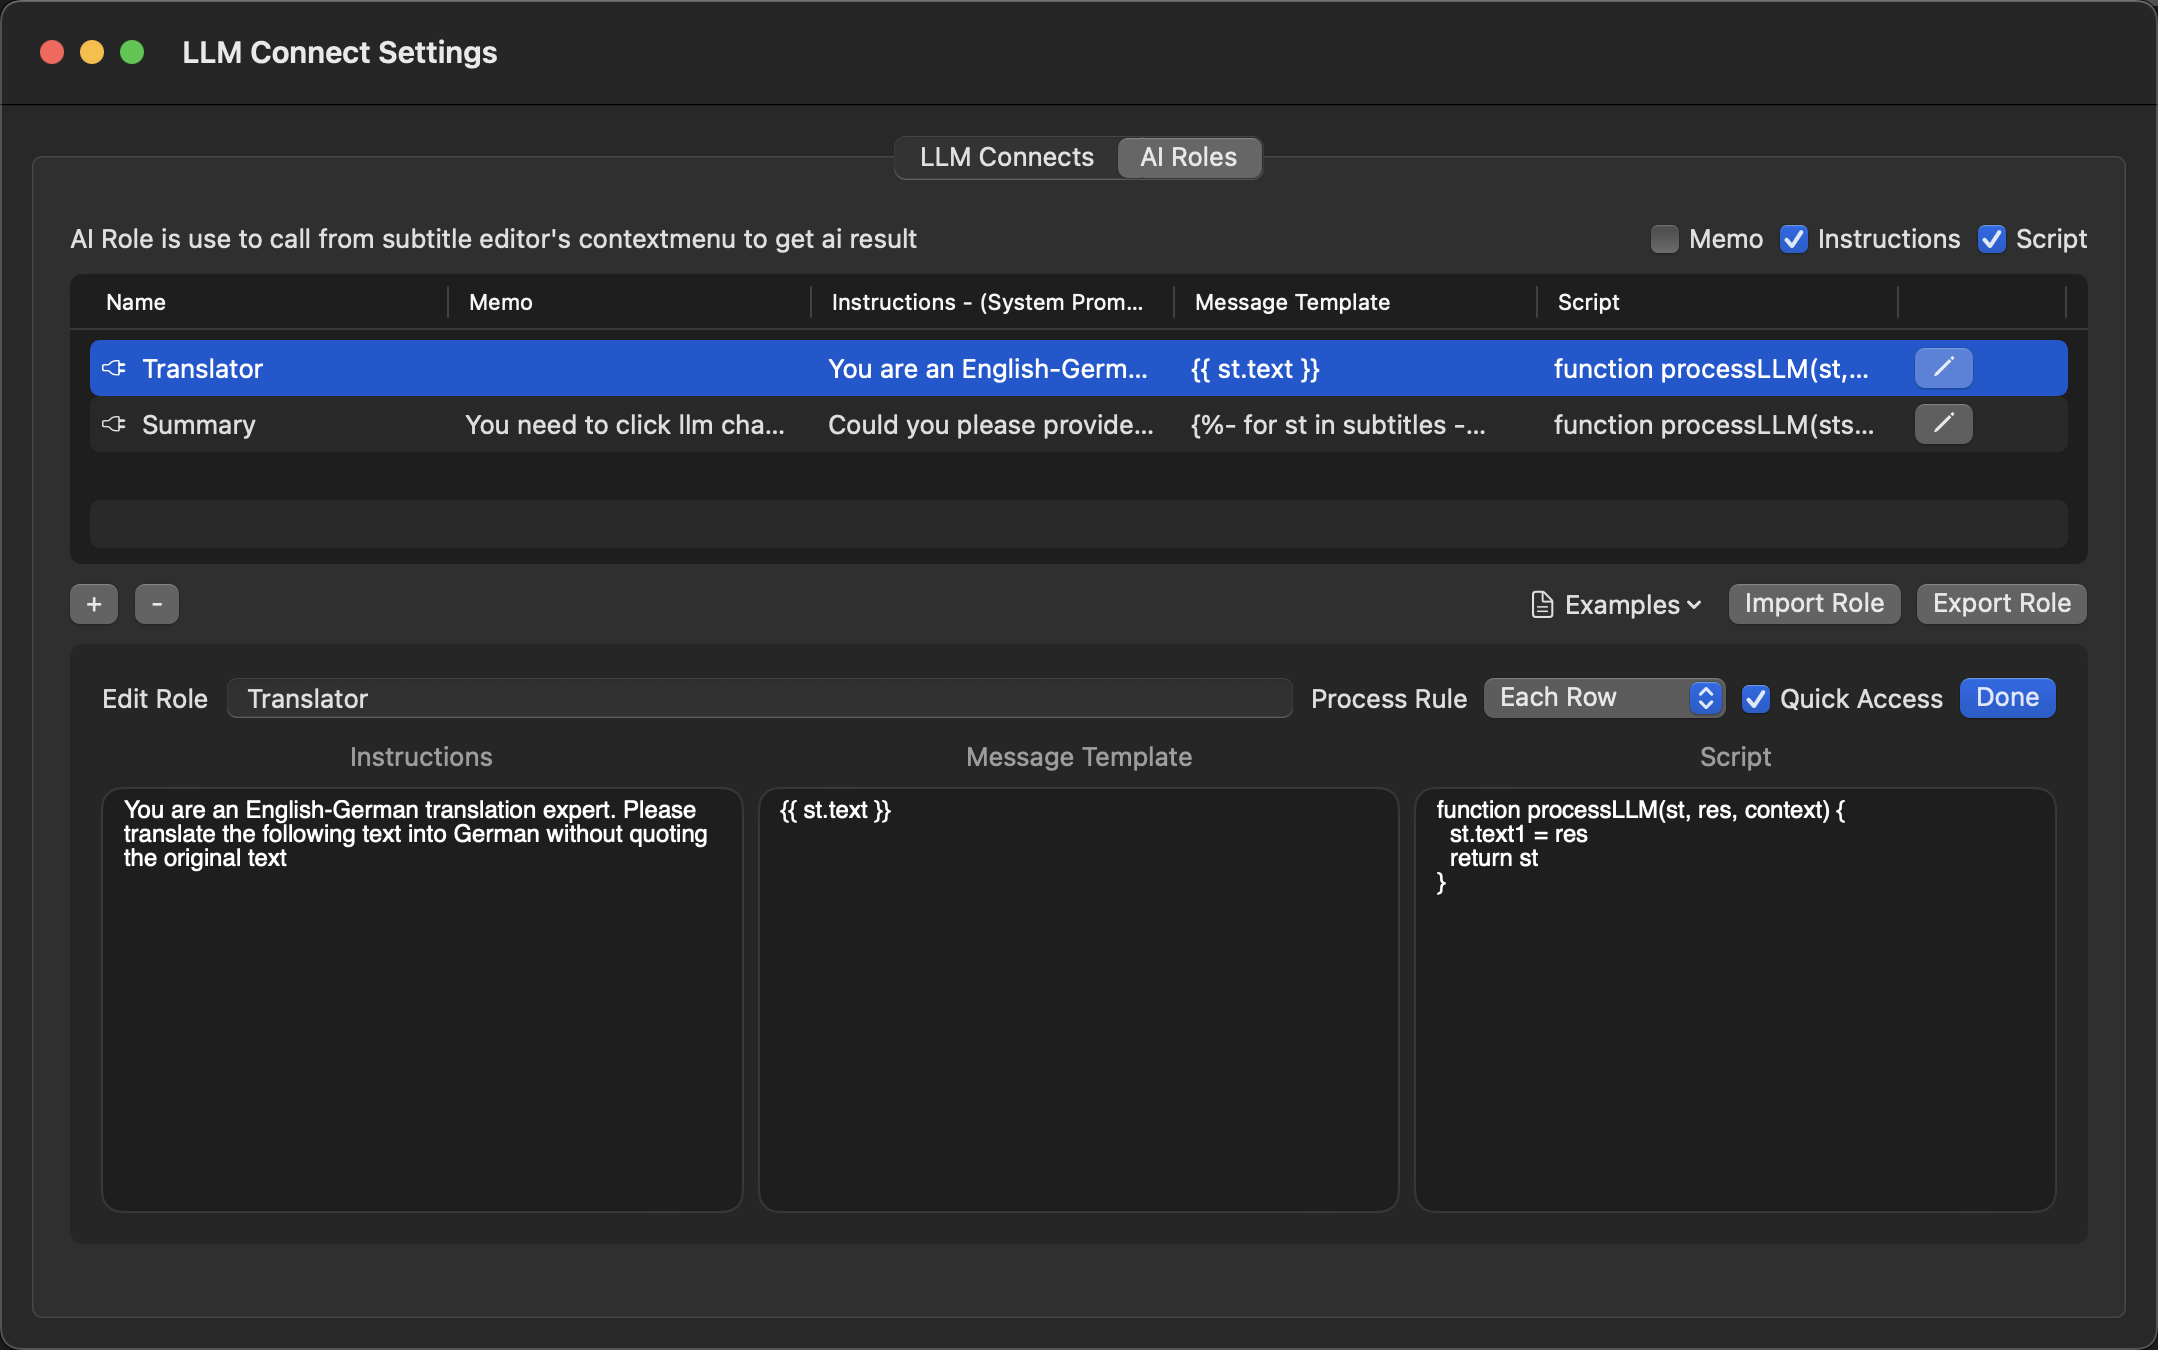 LLM Connect Settings
LLM Connects AI Roles
AI Role is use to call from subtitle editor's contextmenu to get ai result Memo Instructions Script
Name Memo Instructions - (System Prom... Message Template Script
Translator You are an English-Germ... {{ st.text }} function processLLM(st,...
Summary You need to click llm cha... Could you please provide... {%- for st in subtitles -... function processLLM(sts...
+ - Examples Import Role Export Role
Edit Role Translator Process Rule Each Row Quick Access Done
Instructions Message Template Script
You are an English-German translation expert. Please
translate the following text into German without quoting
the original text
{{ st.text }}
function processLLM(st, res, context) {
  st.text1 = res
  return st
}